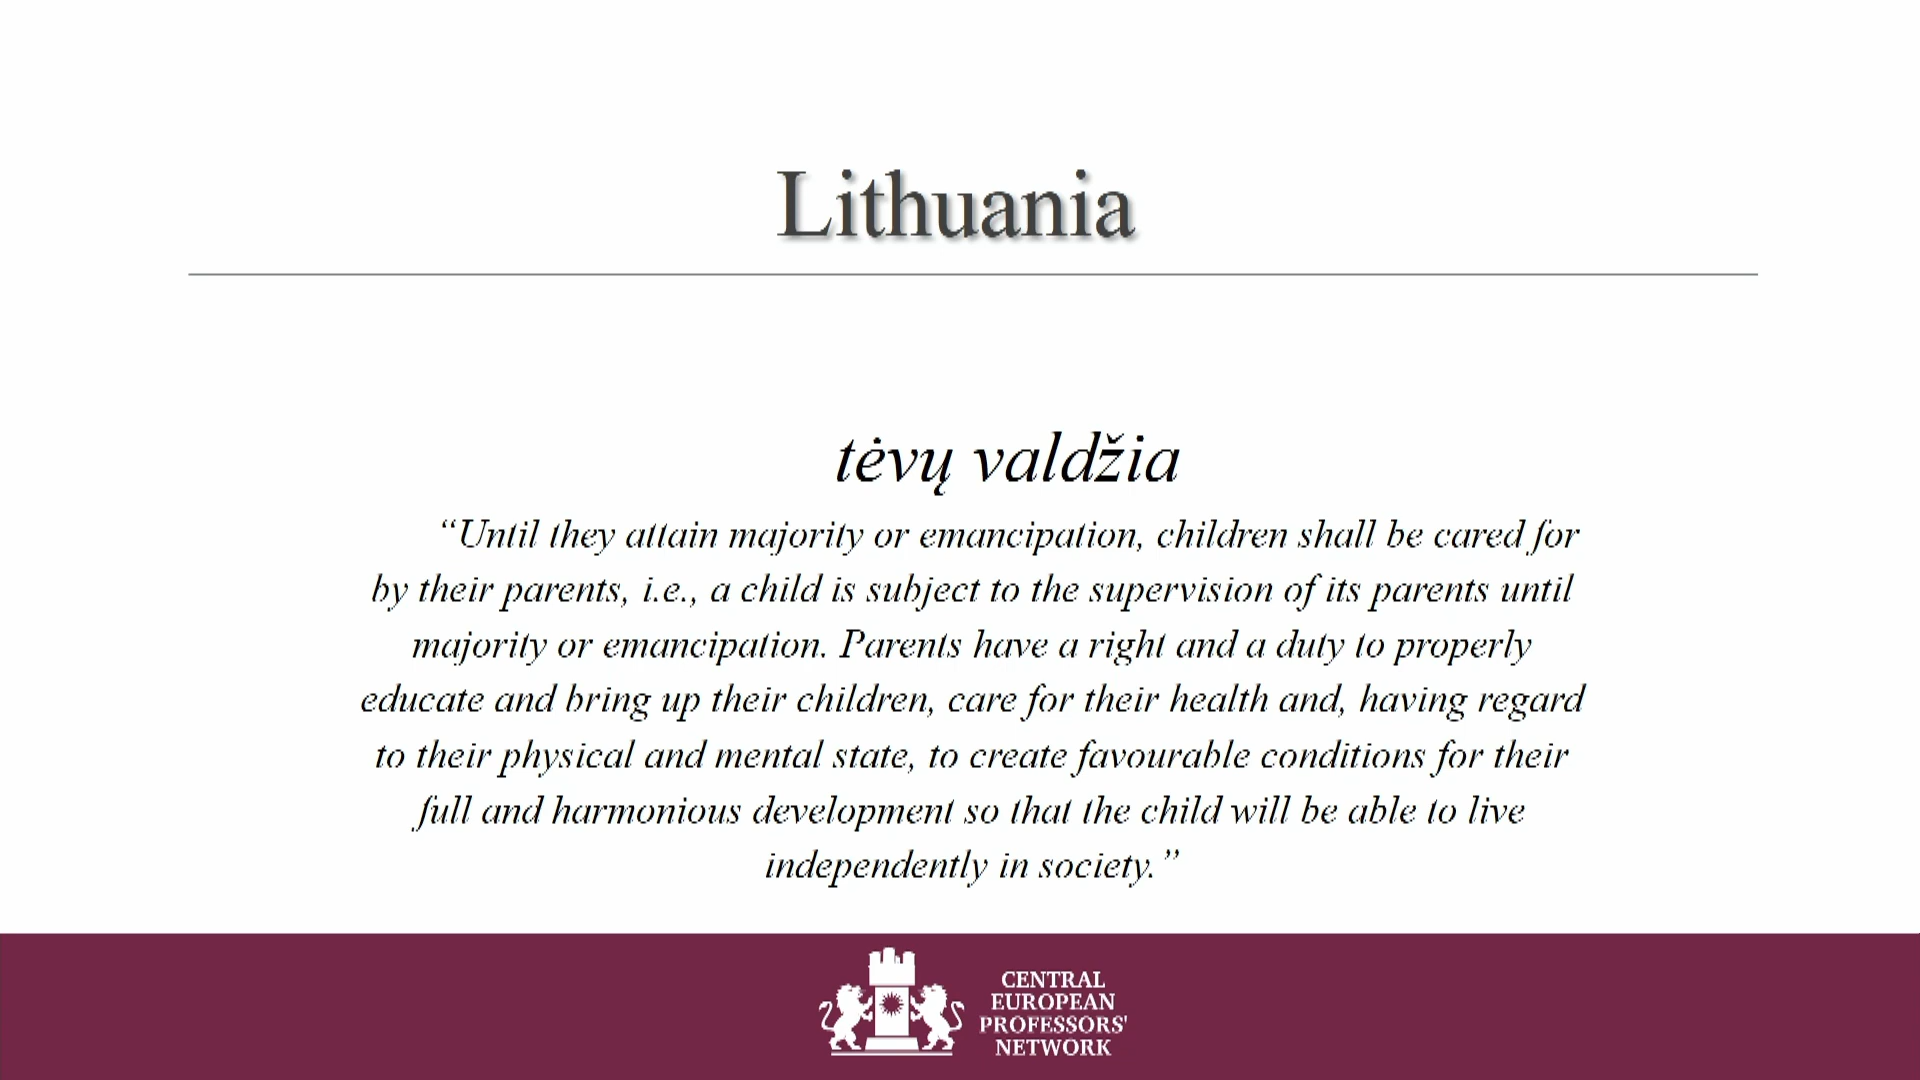 Lithuania
tėvų valdžia
“Until they attain majority or emancipation, children shall be cared for
by their parents, i.e., a child is subject to the supervision of its parents until
majority or emancipation. Parents have a right and a duty to properly
educate and bring up their children, care for their health and, having regard
to their physical and mental state, to create favourable conditions for their
full and harmonious development so that the child will be able to live
independently in society.”
CENTRAL
EUROPEAN
PROFESSORS'
NETWORK